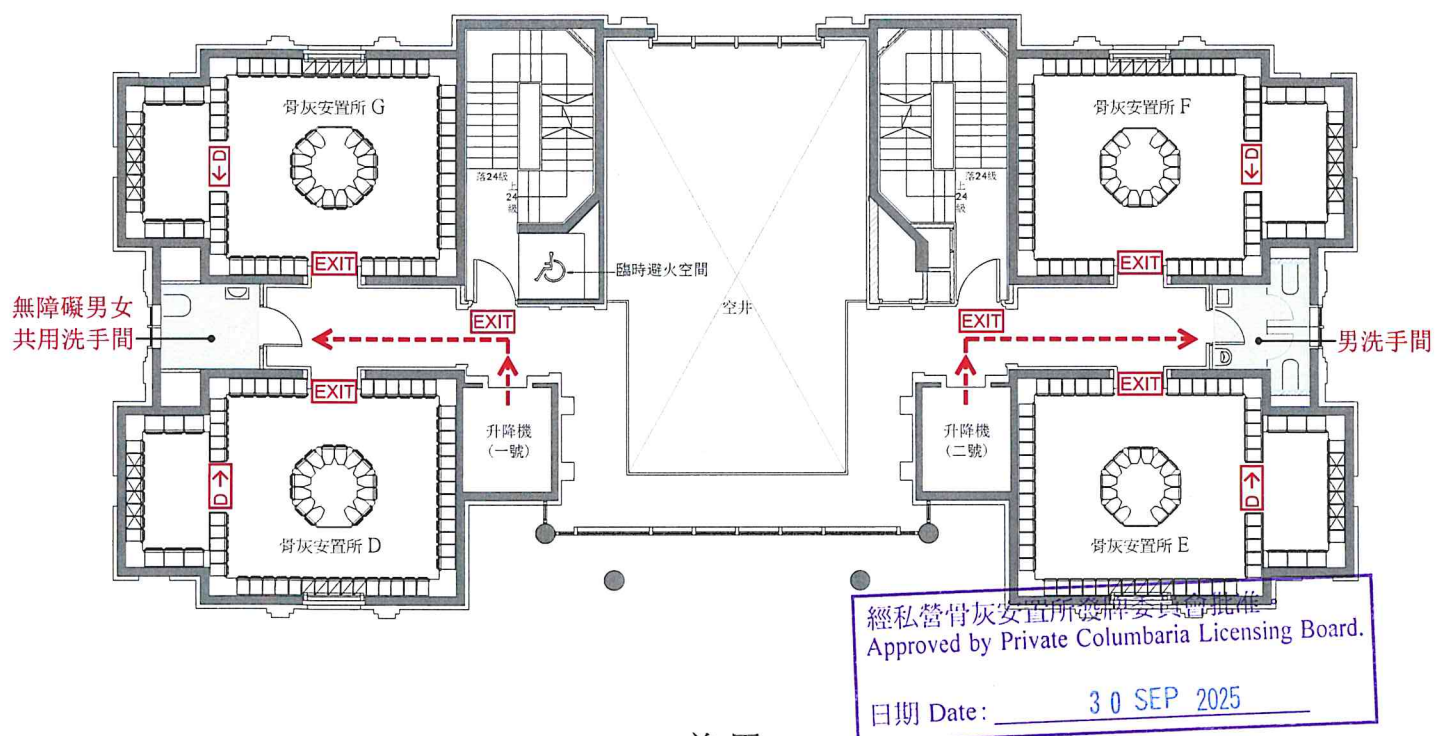 骨灰安置所 G
骨灰安置所 F
D
D
落24級
上
24
級
落24級
上
24
級
EXIT
EXIT
臨時避火空間
無障礙男女
共用洗手間
空井
EXIT
EXIT
男洗手間
EXIT
EXIT
升降機
(一號)
升降機
(二號)
D
D
骨灰安置所 D
骨灰安置所 E
經私營骨灰安置所發牌委員會批准
Approved by Private Columbaria Licensing Board.
日期 Date: 30 SEP 2025